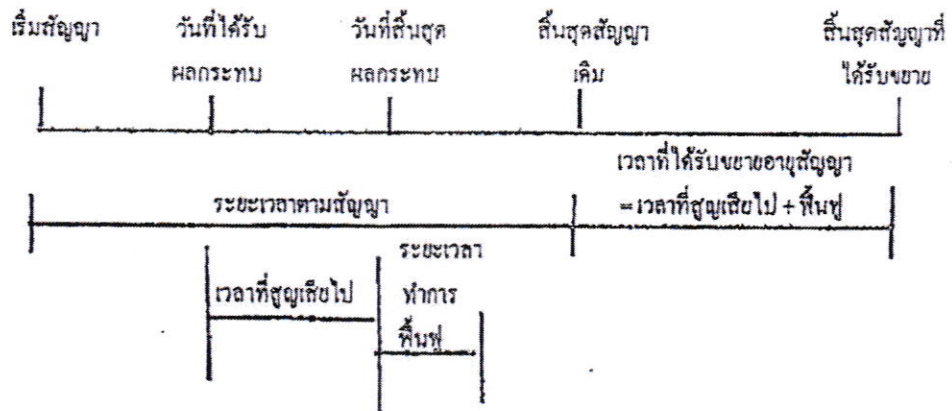 เริ่มสัญญา วันที่ได้รับ วันที่สิ้นสุด สิ้นสุดสัญญา สิ้นสุดสัญญาที่
ผลกระทบ ผลกระทบ เดิม ได้รับขยาย
เวลาที่ได้รับขยายอายุสัญญา
ระยะเวลาตามสัญญา = เวลาที่สูญเสียไป + ฟื้นฟู
ระยะเวลา
เวลาที่สูญเสียไป ทำการ
ฟื้นฟู